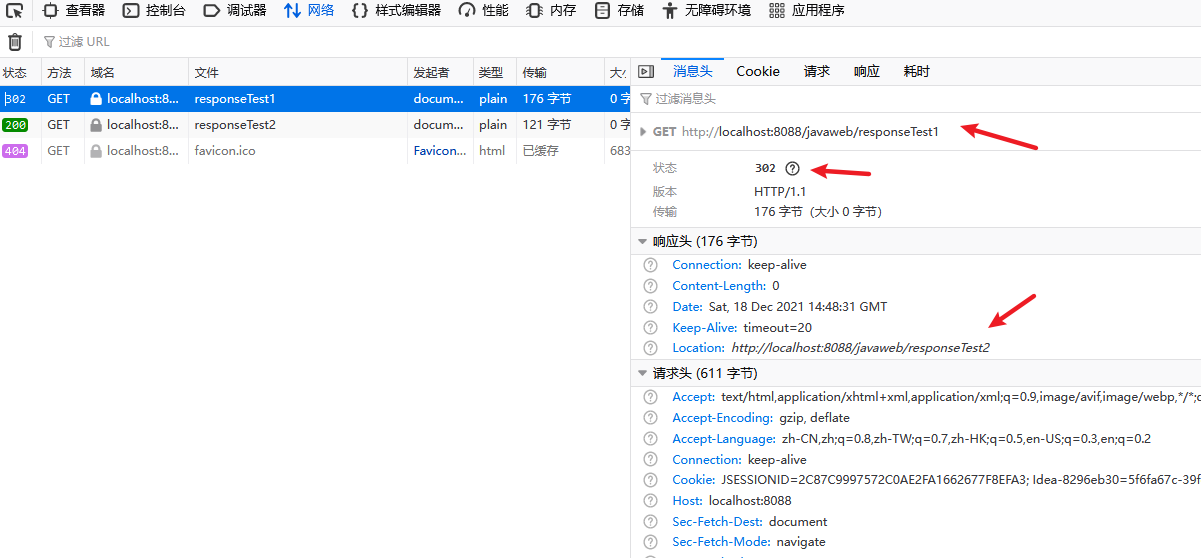 查看器 控制台 调试器 网络 样式编辑器 性能 内存 存储 无障碍环境 应用程序
过滤 URL
状态 方法 域名 文件 发起者 类型 传输
302 GET localhost:8... responseTest1 docum... plain 176 字节 0 字
200 GET localhost:8... responseTest2 docum... plain 121 字节 0 字
404 GET localhost:8... favicon.ico Favicon... html 已缓存 683
消息头 Cookie 请求 响应 耗时
过滤消息头
GET http://localhost:8088/javaweb/responseTest1
状态 302
版本 HTTP/1.1
传输 176 字节 (大小 0 字节)
响应头 (176 字节)
Connection: keep-alive
Content-Length: 0
Date: Sat, 18 Dec 2021 14:48:31 GMT
Keep-Alive: timeout=20
Location: http://localhost:8088/javaweb/responseTest2
请求头 (611 字节)
Accept: text/html,application/xhtml+xml,application/xml;q=0.9,image/avif,image/webp,*/*;
Accept-Encoding: gzip, deflate
Accept-Language: zh-CN,zh;q=0.8,zh-TW;q=0.7,zh-HK;q=0.5,en-US;q=0.3,en;q=0.2
Connection: keep-alive
Cookie: JSESSIONID=2C87C9997572C0AE2FA1662677F8EFA3; Idea-8296eb30=5f6fa67c-39f
Host: localhost:8088
Sec-Fetch-Dest: document
Sec-Fetch-Mode: navigate